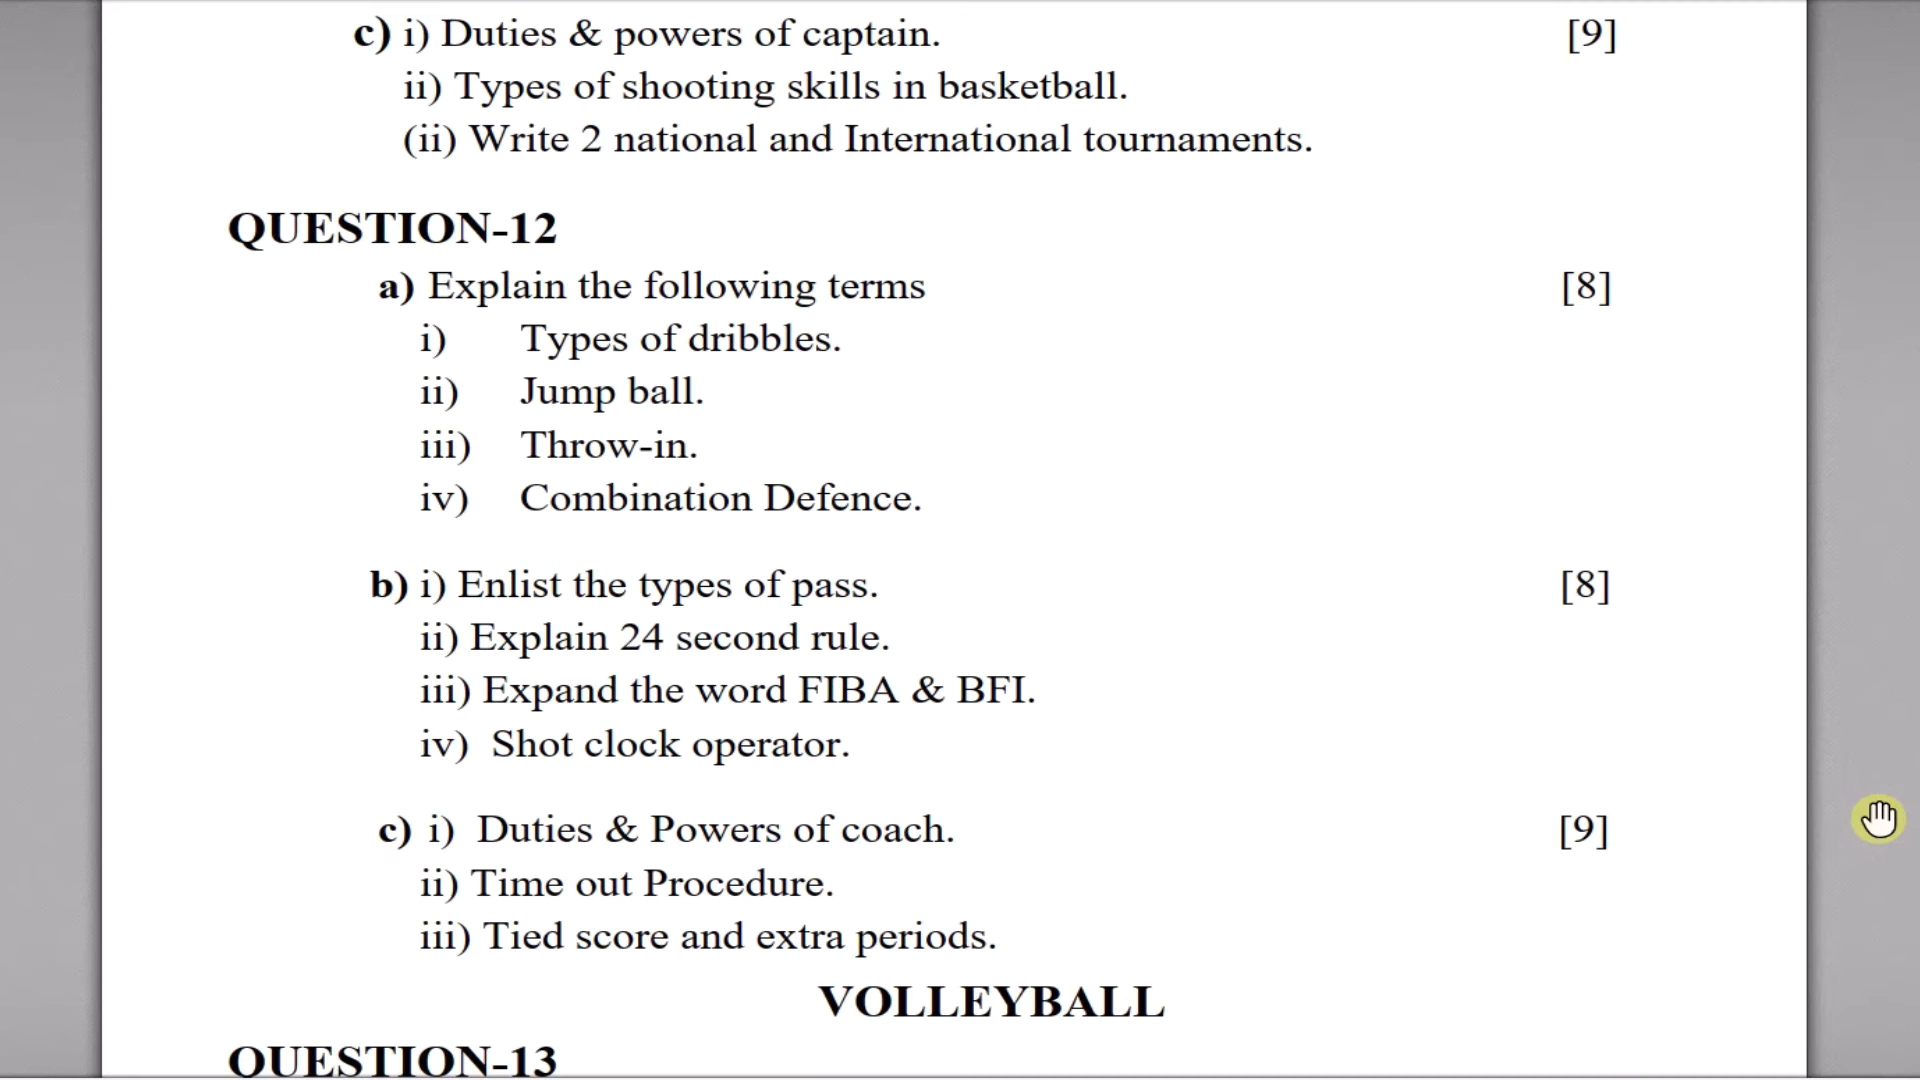 c) i) Duties & powers of captain. [9]
ii) Types of shooting skills in basketball.
(ii) Write 2 national and International tournaments.
QUESTION-12
a) Explain the following terms [8]
i) Types of dribbles.
ii) Jump ball.
iii) Throw-in.
iv) Combination Defence.
b) i) Enlist the types of pass. [8]
ii) Explain 24 second rule.
iii) Expand the word FIBA & BFI.
iv) Shot clock operator.
c) i) Duties & Powers of coach. [9]
ii) Time out Procedure.
iii) Tied score and extra periods.
VOLLEYBALL
QUESTION-13